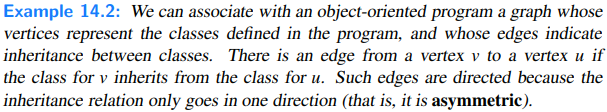 Example 14.2: We can associate with an object-oriented program a graph whose
vertices represent the classes defined in the program, and whose edges indicate
inheritance between classes. There is an edge from a vertex v to a vertex u if
the class for v inherits from the class for u. Such edges are directed because the
inheritance relation only goes in one direction (that is, it is asymmetric).